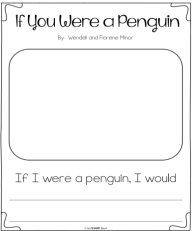 If You Were a Penguin
By: Wendell and Florence Minor
If I were a penguin, I would